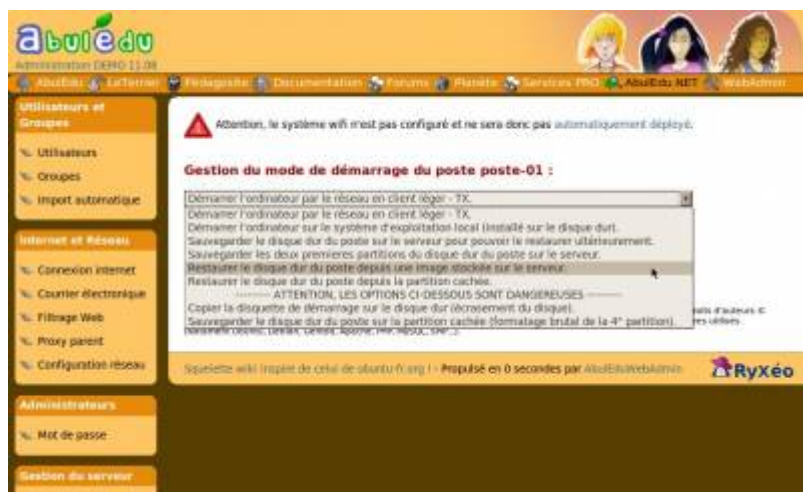 abulédu
Administration DEMO 11.08
AbulEdu LeTerrier Pédagosite Documentation Forums Planète Services PRO AbulEdu NET WebAdmin
Utilisateurs et
Groupes
Utilisateurs
Groupes
Import automatique
Internet et Réseau
Connexion internet
Courrier électronique
Filtrage Web
Proxy parent
Configuration réseau
Administrateurs
Mot de passe
Gestion du serveur
Attention, le système wifi n'est pas configuré et ne sera donc pas automatiquement déployé.
Gestion du mode de démarrage du poste poste-01 :
Démarrer l'ordinateur par le réseau en client léger - TX.
Démarrer l'ordinateur par le réseau en client léger - TX.
Démarrer l'ordinateur sur le système d'exploitation local (installé sur le disque dur).
Sauvegarder le disque dur du poste sur le serveur pour pouvoir le restaurer ultérieurement.
Sauvegarder les deux premieres partitions du disque dur du poste sur le serveur.
Restaurer le disque dur du poste depuis une image stockée sur le serveur.
Restaurer le disque dur du poste depuis la partition cachée.
-------- ATTENTION, LES OPTIONS CI-DESSOUS SONT DANGEREUSES --------
Copier la disquette de démarrage sur le disque dur (écrasement du disque).
Sauvegarder le disque dur du poste sur la partition cachée (formatage brutal de la 4° partition).
d'auteurs ©
utilisés
Squelette wiki inspiré de celui de ubuntu-fr.org ! - Propulsé en 0 secondes par AbulEduWebAdmin
RyXéo